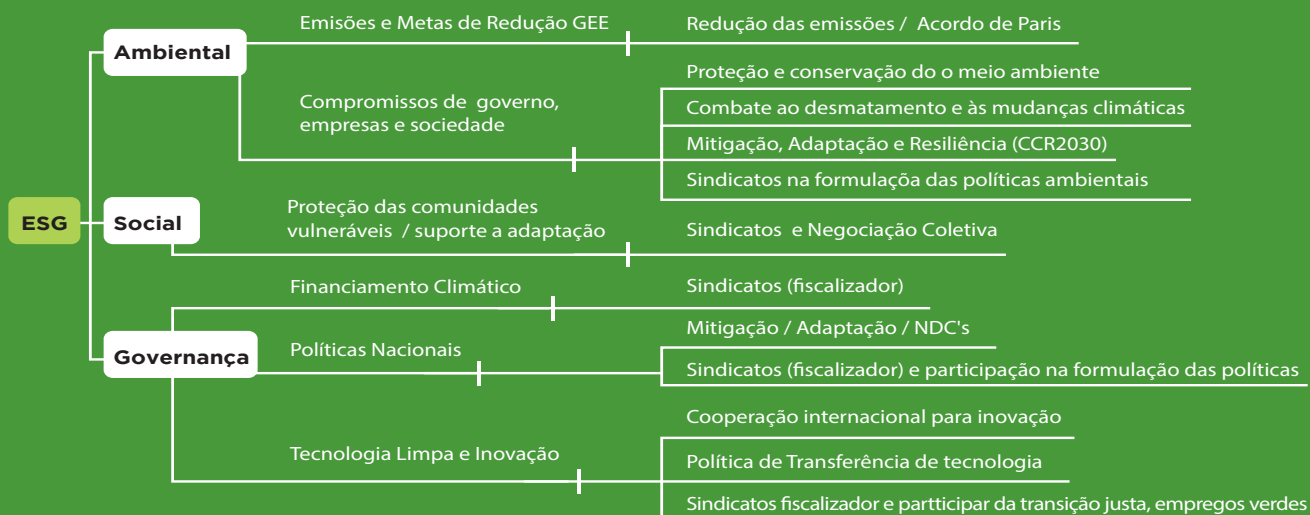 ESG
Ambiental
Emisões e Metas de Redução GEE
Redução das emissões / Acordo de Paris
Compromissos de governo,
empresas e sociedade
Proteção e conservação do o meio ambiente
Combate ao desmatamento e às mudanças climáticas
Mitigação, Adaptação e Resiliência (CCR2030)
Sindicatos na formulaçõa das políticas ambientais
Social
Proteção das comunidades
vulneráveis / suporte a adaptação
Sindicatos e Negociação Coletiva
Governança
Financiamento Climático
Sindicatos (fiscalizador)
Políticas Nacionais
Mitigação / Adaptação / NDC's
Sindicatos (fiscalizador) e participação na formulação das políticas
Tecnologia Limpa e Inovação
Cooperação internacional para inovação
Política de Transferência de tecnologia
Sindicatos fiscalizador e partticipar da transição justa, empregos verdes